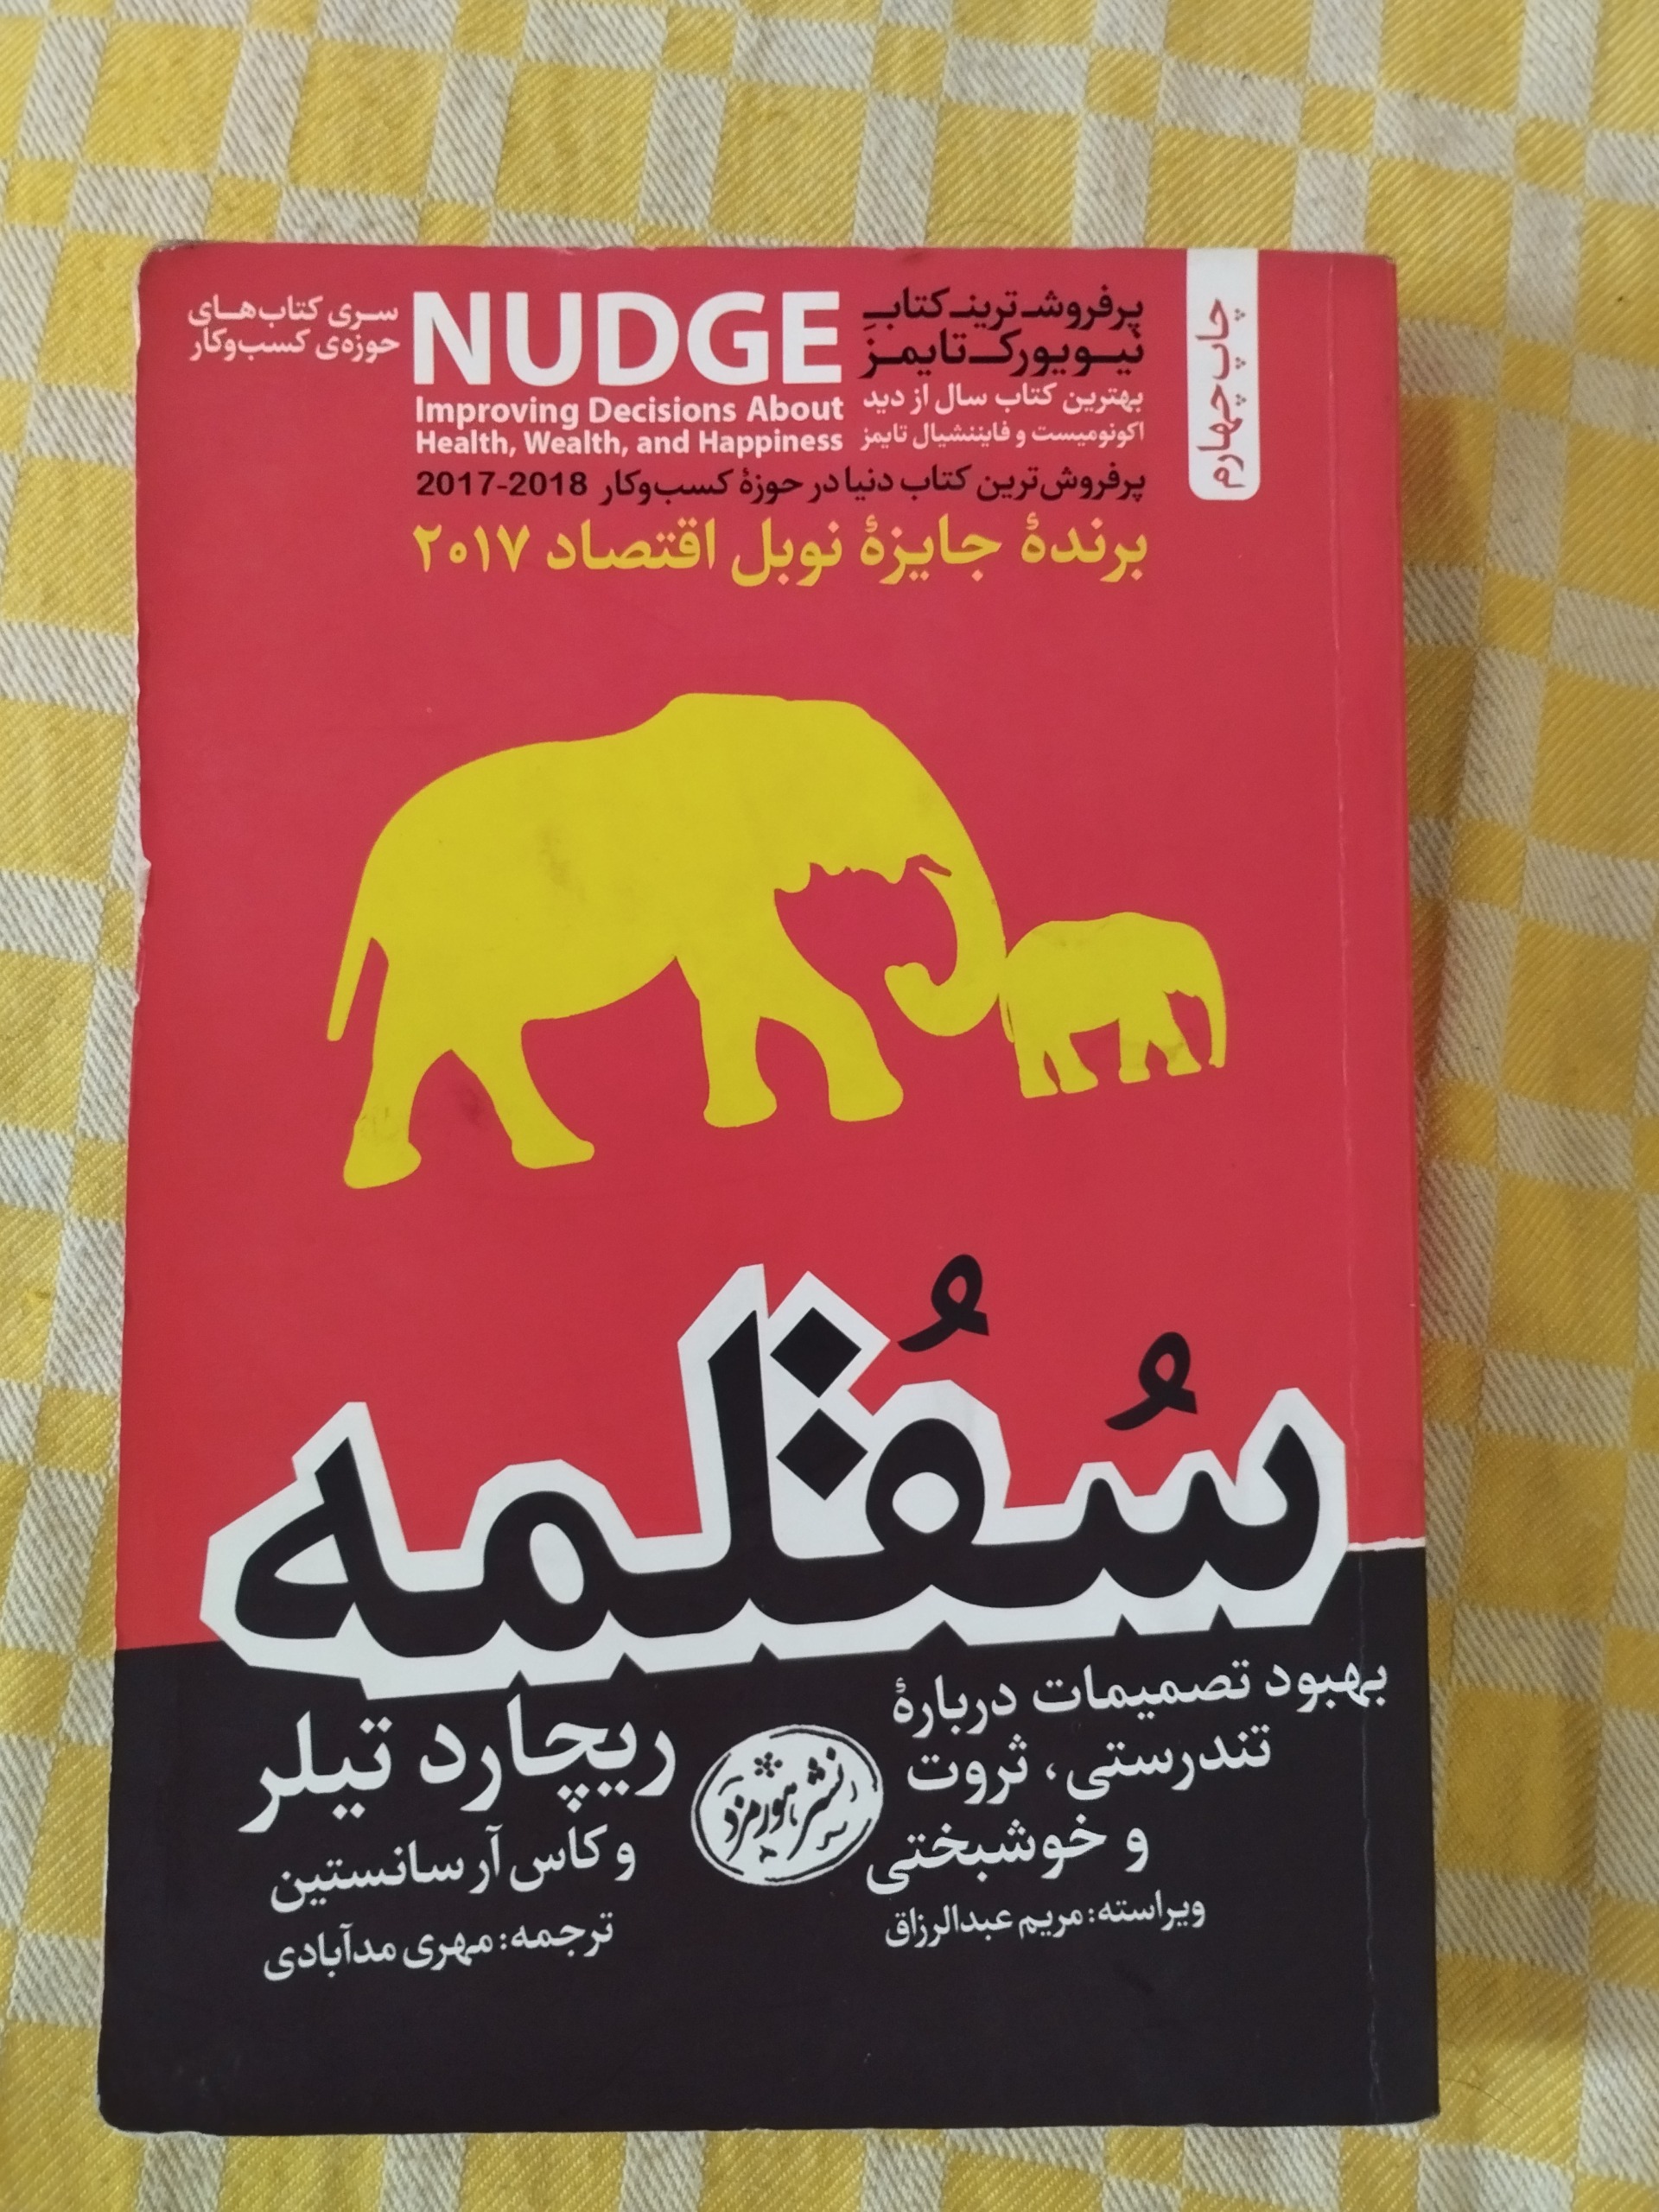 چاپ چهارم
پرفروش‌ترین کتاب
نیویورک تایمز
بهترین کتاب سال از دید
اکونومیست و فایننشیال تایمز
NUDGE
Improving Decisions About
Health, Wealth, and Happiness
سری کتاب‌های
حوزه‌ی کسب‌وکار
پرفروش‌ترین کتاب دنیا در حوزهٔ کسب‌وکار 2017-2018
برندهٔ جایزهٔ نوبل اقتصاد ۲۰۱۷
سُقُلمه
بهبود تصمیمات دربارهٔ
تندرستی، ثروت
و خوشبختی
ویراسته: مریم عبدالرزاق
نشر هورمزد
ریچارد تیلر
و کاس آر سانستین
ترجمه: مهری مدآبادی